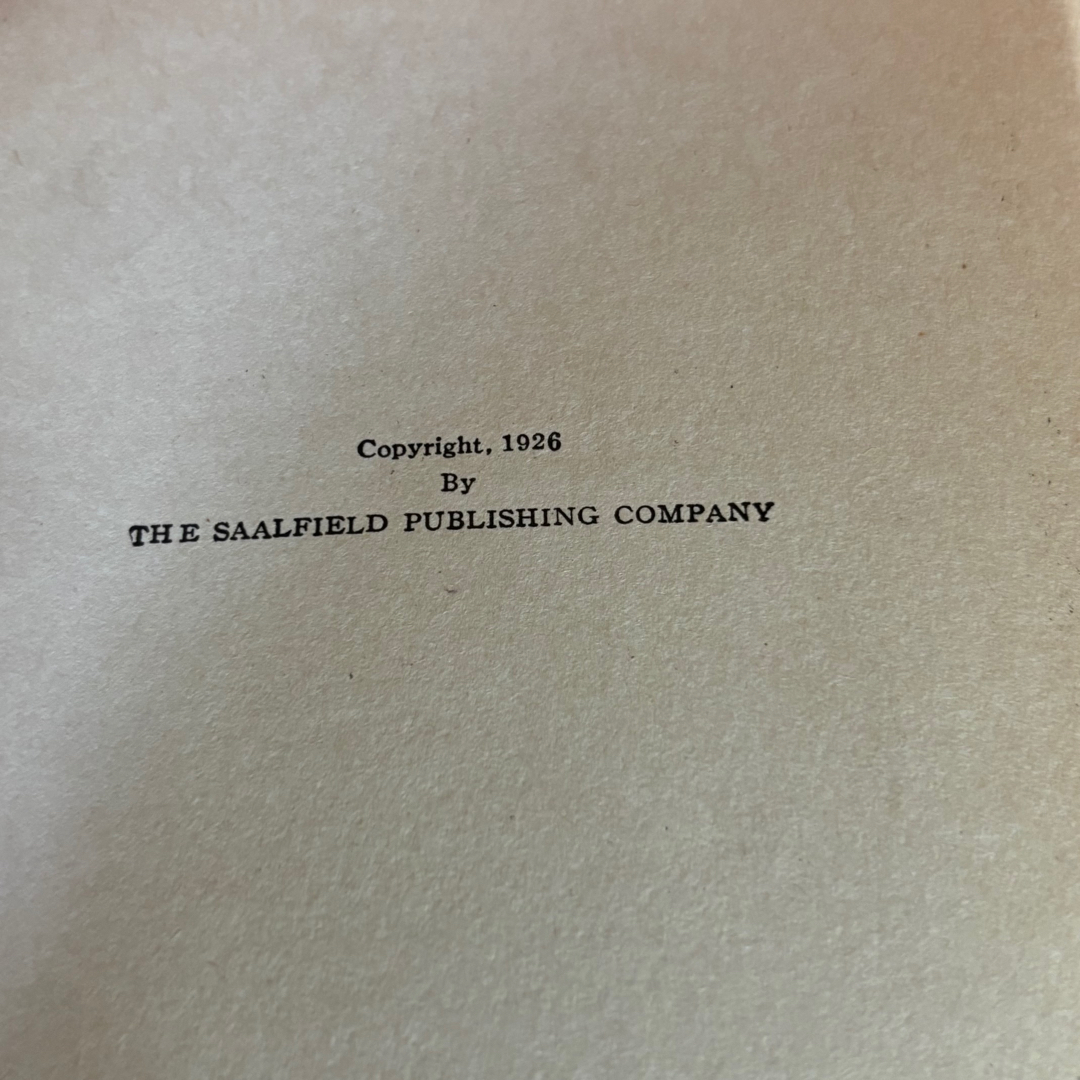 Copyright, 1926
By
THE SAALFIELD PUBLISHING COMPANY